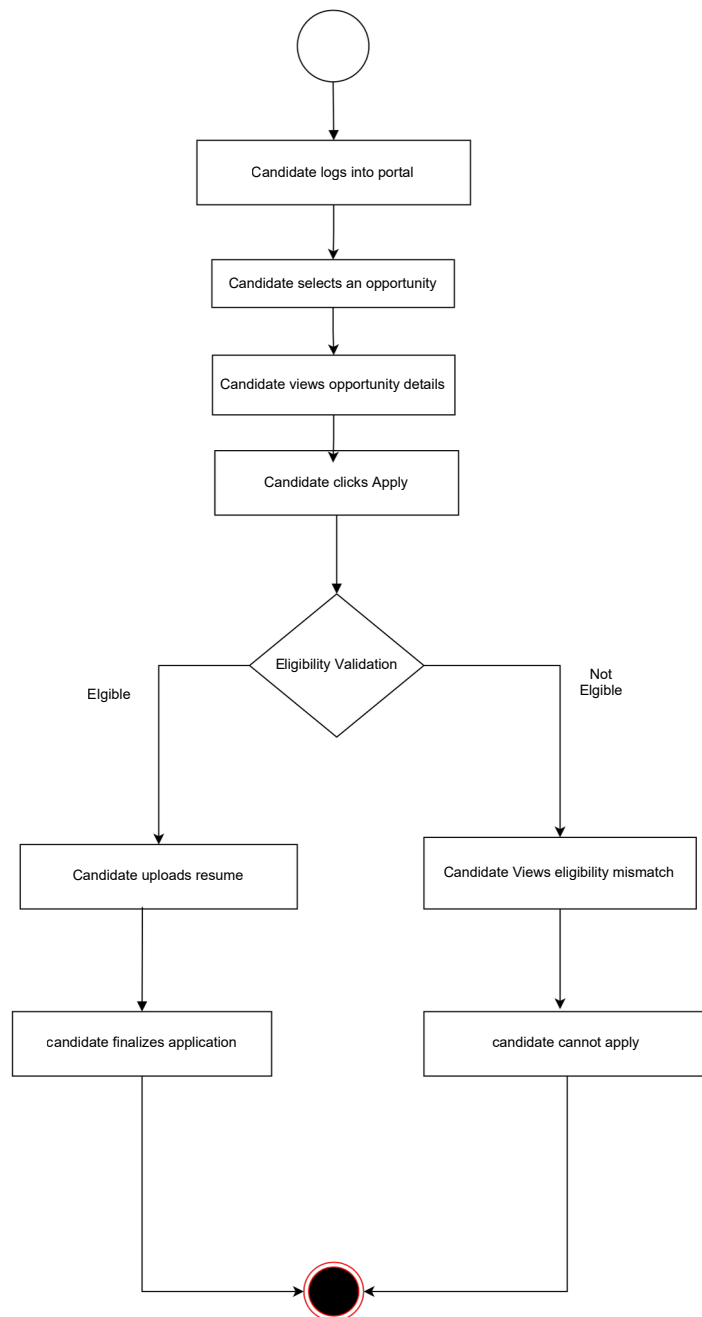 Candidate logs into portal
Candidate selects an opportunity
Candidate views opportunity details
Candidate clicks Apply
Eligibility Validation
Elgible
Not
Elgible
Candidate uploads resume
Candidate Views eligibility mismatch
candidate finalizes application
candidate cannot apply